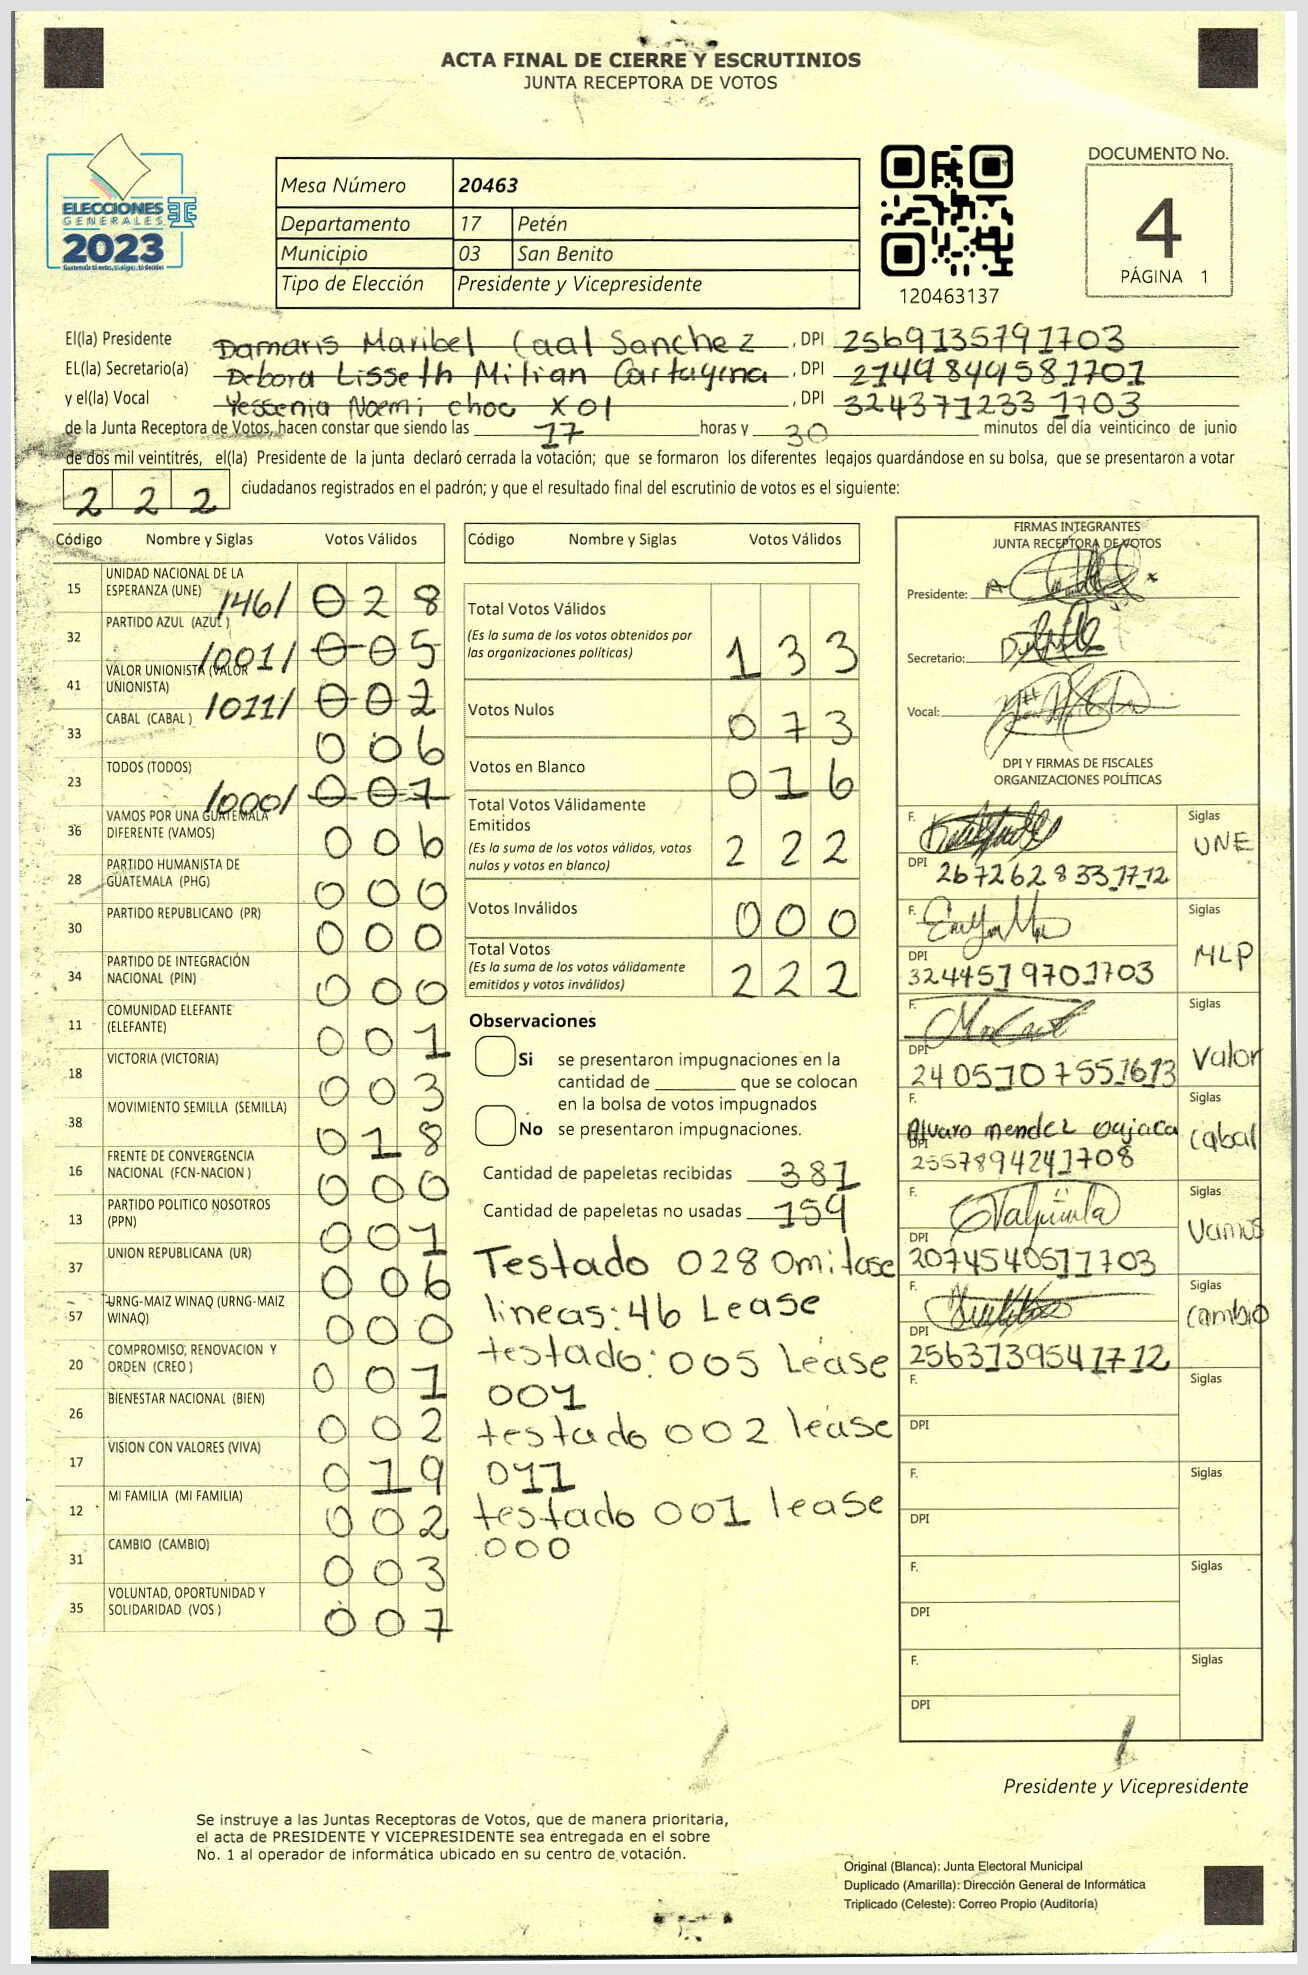 ACTA FINAL DE CIERRE Y ESCRUTINIOS
JUNTA RECEPTORA DE VOTOS
ELECCIONES
GENERALES
2023
Mesa Número 20463
Departamento 17 Petén
Municipio 03 San Benito
Tipo de Elección Presidente y Vicepresidente
120463137
DOCUMENTO No.
4
PÁGINA 1
El(la) Presidente Damaris Maribel Caal Sanchez , DPI 2569135791703
EL(la) Secretario(a) Debora Lisseth Milian Cartagena , DPI 2149849581701
y el(la) Vocal Yessenia Noemi choc Xol , DPI 3243712331703
de la Junta Receptora de Votos, hacen constar que siendo las 17 horas y 30 minutos del día veinticinco de junio
de dos mil veintitrés, el(la) Presidente de la junta declaró cerrada la votación; que se formaron los diferentes legajos guardándose en su bolsa, que se presentaron a votar
2 2 2 ciudadanos registrados en el padrón; y que el resultado final del escrutinio de votos es el siguiente:
Código Nombre y Siglas Votos Válidos
15 UNIDAD NACIONAL DE LA ESPERANZA (UNE) /46/ 0 2 8
32 PARTIDO AZUL (AZUL) /001/ 0 0 5
41 VALOR UNIONISTA (VALOR UNIONISTA) /011/ 0 0 2
33 CABAL (CABAL) 0 0 6
23 TODOS (TODOS) /000/ 0 0 1
36 VAMOS POR UNA GUATEMALA DIFERENTE (VAMOS) 0 0 6
28 PARTIDO HUMANISTA DE GUATEMALA (PHG) 0 0 0
30 PARTIDO REPUBLICANO (PR) 0 0 0
34 PARTIDO DE INTEGRACIÓN NACIONAL (PIN) 0 0 0
11 COMUNIDAD ELEFANTE (ELEFANTE) 0 0 1
18 VICTORIA (VICTORIA) 0 0 3
38 MOVIMIENTO SEMILLA (SEMILLA) 0 1 8
16 FRENTE DE CONVERGENCIA NACIONAL (FCN-NACION) 0 0 0
13 PARTIDO POLITICO NOSOTROS (PPN) 0 0 1
37 UNION REPUBLICANA (UR) 0 0 6
57 URNG-MAIZ WINAQ (URNG-MAIZ WINAQ) 0 0 0
20 COMPROMISO, RENOVACION Y ORDEN (CREO) 0 0 1
26 BIENESTAR NACIONAL (BIEN) 0 0 2
17 VISION CON VALORES (VIVA) 0 1 9
12 MI FAMILIA (MI FAMILIA) 0 0 2
31 CAMBIO (CAMBIO) 0 0 3
35 VOLUNTAD, OPORTUNIDAD Y SOLIDARIDAD (VOS) 0 0 7
Código Nombre y Siglas Votos Válidos
Total Votos Válidos
(Es la suma de los votos obtenidos por
las organizaciones políticas) 1 3 3
Votos Nulos 0 7 3
Votos en Blanco 0 1 6
Total Votos Válidamente
Emitidos
(Es la suma de los votos válidos, votos
nulos y votos en blanco) 2 2 2
Votos Inválidos 0 0 0
Total Votos
(Es la suma de los votos válidamente
emitidos y votos inválidos) 2 2 2
Observaciones
Si se presentaron impugnaciones en la
cantidad de ________ que se colocan
en la bolsa de votos impugnados
No se presentaron impugnaciones.
Cantidad de papeletas recibidas 381
Cantidad de papeletas no usadas 159
Testado 028 Omitase
lineas: 46 Lease
testado: 005 Lease
001
testado 002 lease
011
testado 001 lease
000
FIRMAS INTEGRANTES
JUNTA RECEPTORA DE VOTOS
Presidente:
Secretario:
Vocal:
DPI Y FIRMAS DE FISCALES
ORGANIZACIONES POLÍTICAS
F. Siglas UNE
DPI 2672628331712
F. Siglas MLP
DPI 3244519701703
F. Siglas Valor
DPI 2405107551613
F. Alvaro mendez Siglas Cabal
DPI 2557894241708
F. Siglas Vamos
DPI 2074540511703
F. Siglas Cambio
DPI 2563739541712
F. Siglas
DPI
F. Siglas
DPI
F. Siglas
DPI
F. Siglas
DPI
Presidente y Vicepresidente
Se instruye a las Juntas Receptoras de Votos, que de manera prioritaria,
el acta de PRESIDENTE Y VICEPRESIDENTE sea entregada en el sobre
No. 1 al operador de informática ubicado en su centro de votación.
Original (Blanca): Junta Electoral Municipal
Duplicado (Amarilla): Dirección General de Informática
Triplicado (Celeste): Correo Propio (Auditoría)